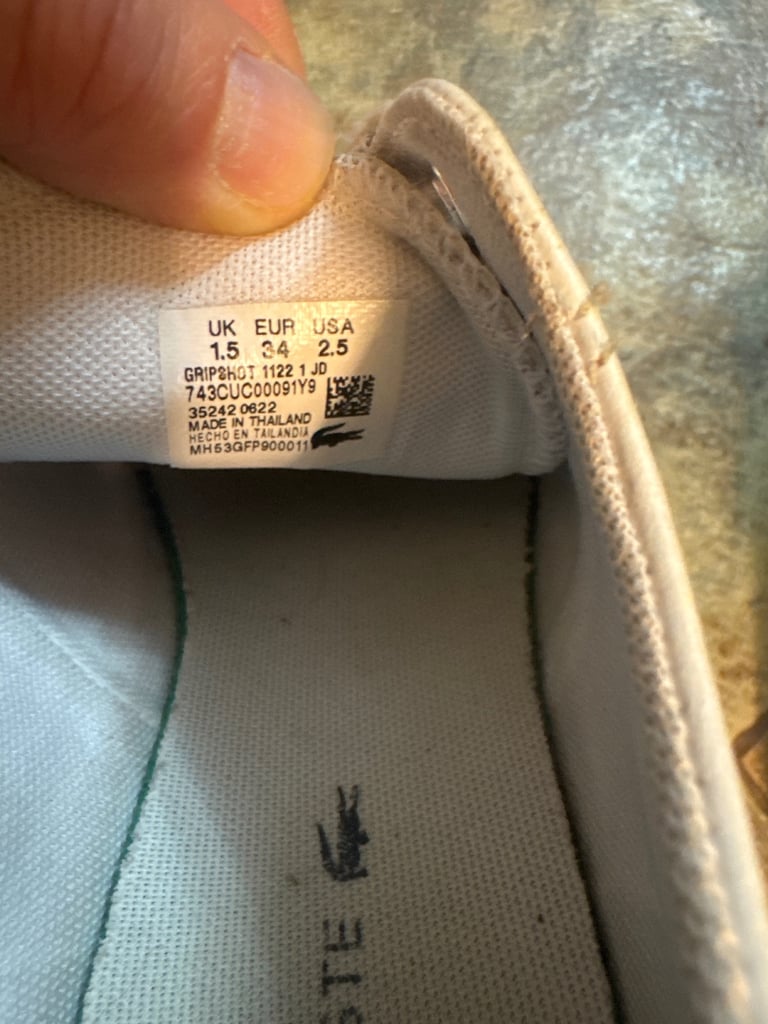 UK EUR USA
1.5 34 2.5
GRIPSHOT 1122 1 JD
743CUC00091Y9
35242 0622
MADE IN THAILAND
HECHO EN TAILANDIA
MH53GFP900011
STE